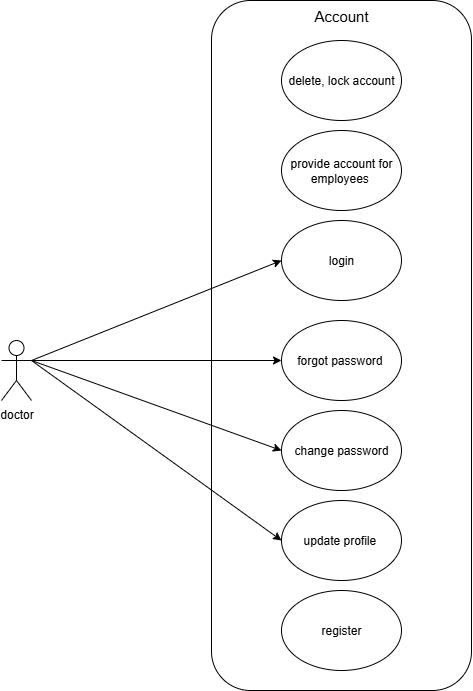 Account
delete, lock account
provide account for
employees
login
forgot password
doctor
change password
update profile
register